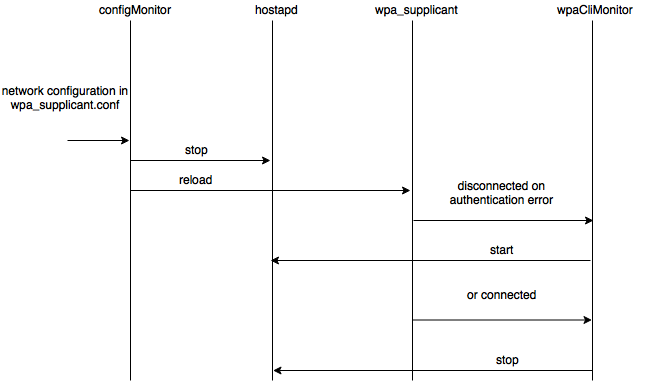 configMonitor
hostapd
wpa_supplicant
wpaCliMonitor
network configuration in
wpa_supplicant.conf
stop
reload
disconnected on
authentication error
start
or connected
stop